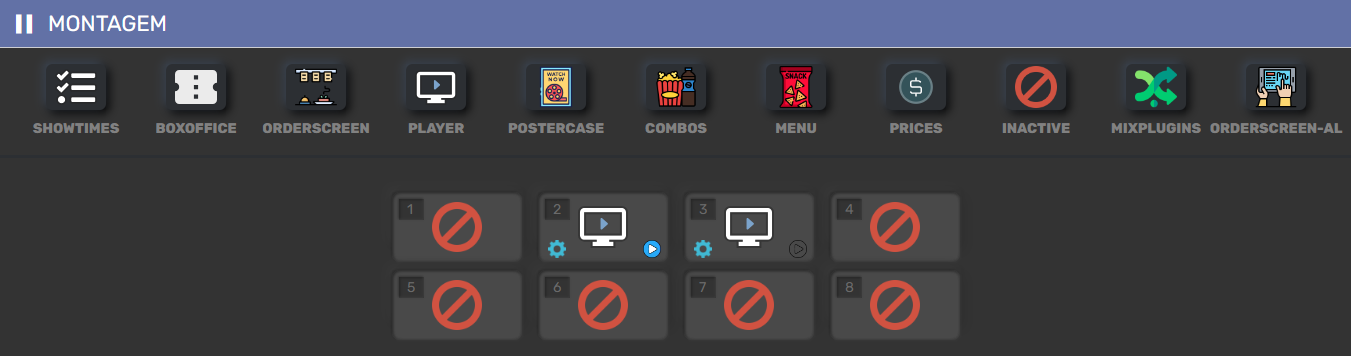 MONTAGEM
WATCH
NOW
SNACK
SHOWTIMES BOXOFFICE ORDERSCREEN PLAYER POSTERCASE COMBOS MENU PRICES INACTIVE MIXPLUGINS ORDERSCREEN-AL
1 2 3 4
5 6 7 8